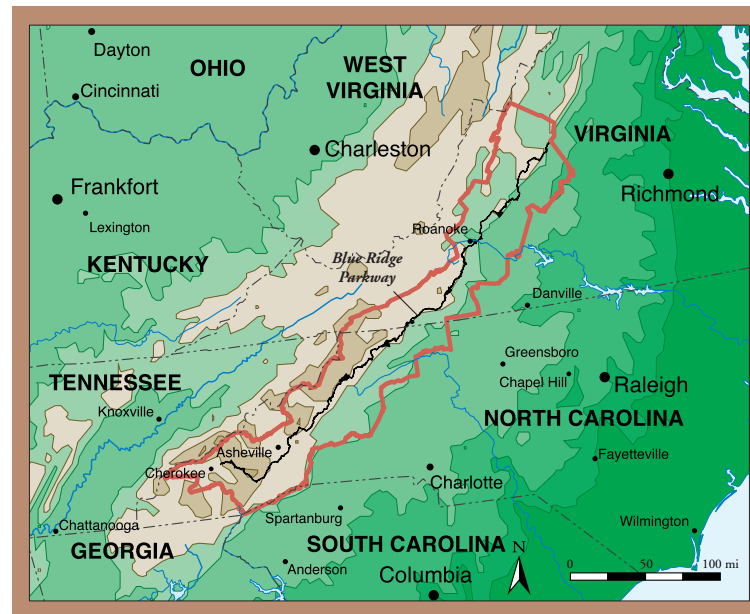 Dayton
OHIO
WEST
VIRGINIA
Cincinnati
VIRGINIA
Charleston
Frankfort
Richmond
Lexington
Roanoke
KENTUCKY
Blue Ridge
Parkway
Danville
Greensboro
TENNESSEE
Chapel Hill
Raleigh
Knoxville
NORTH CAROLINA
Asheville
Fayetteville
Cherokee
Charlotte
Spartanburg
Wilmington
Chattanooga
GEORGIA
SOUTH CAROLINA
N
Anderson
Columbia
0 50 100 mi